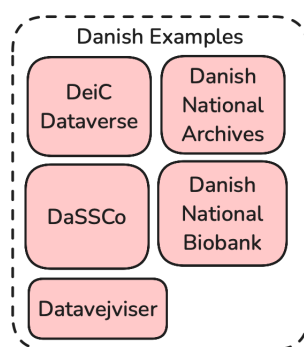 Danish Examples
DeiC
Dataverse
Danish
National
Archives
DaSSCo
Danish
National
Biobank
Datavejviser